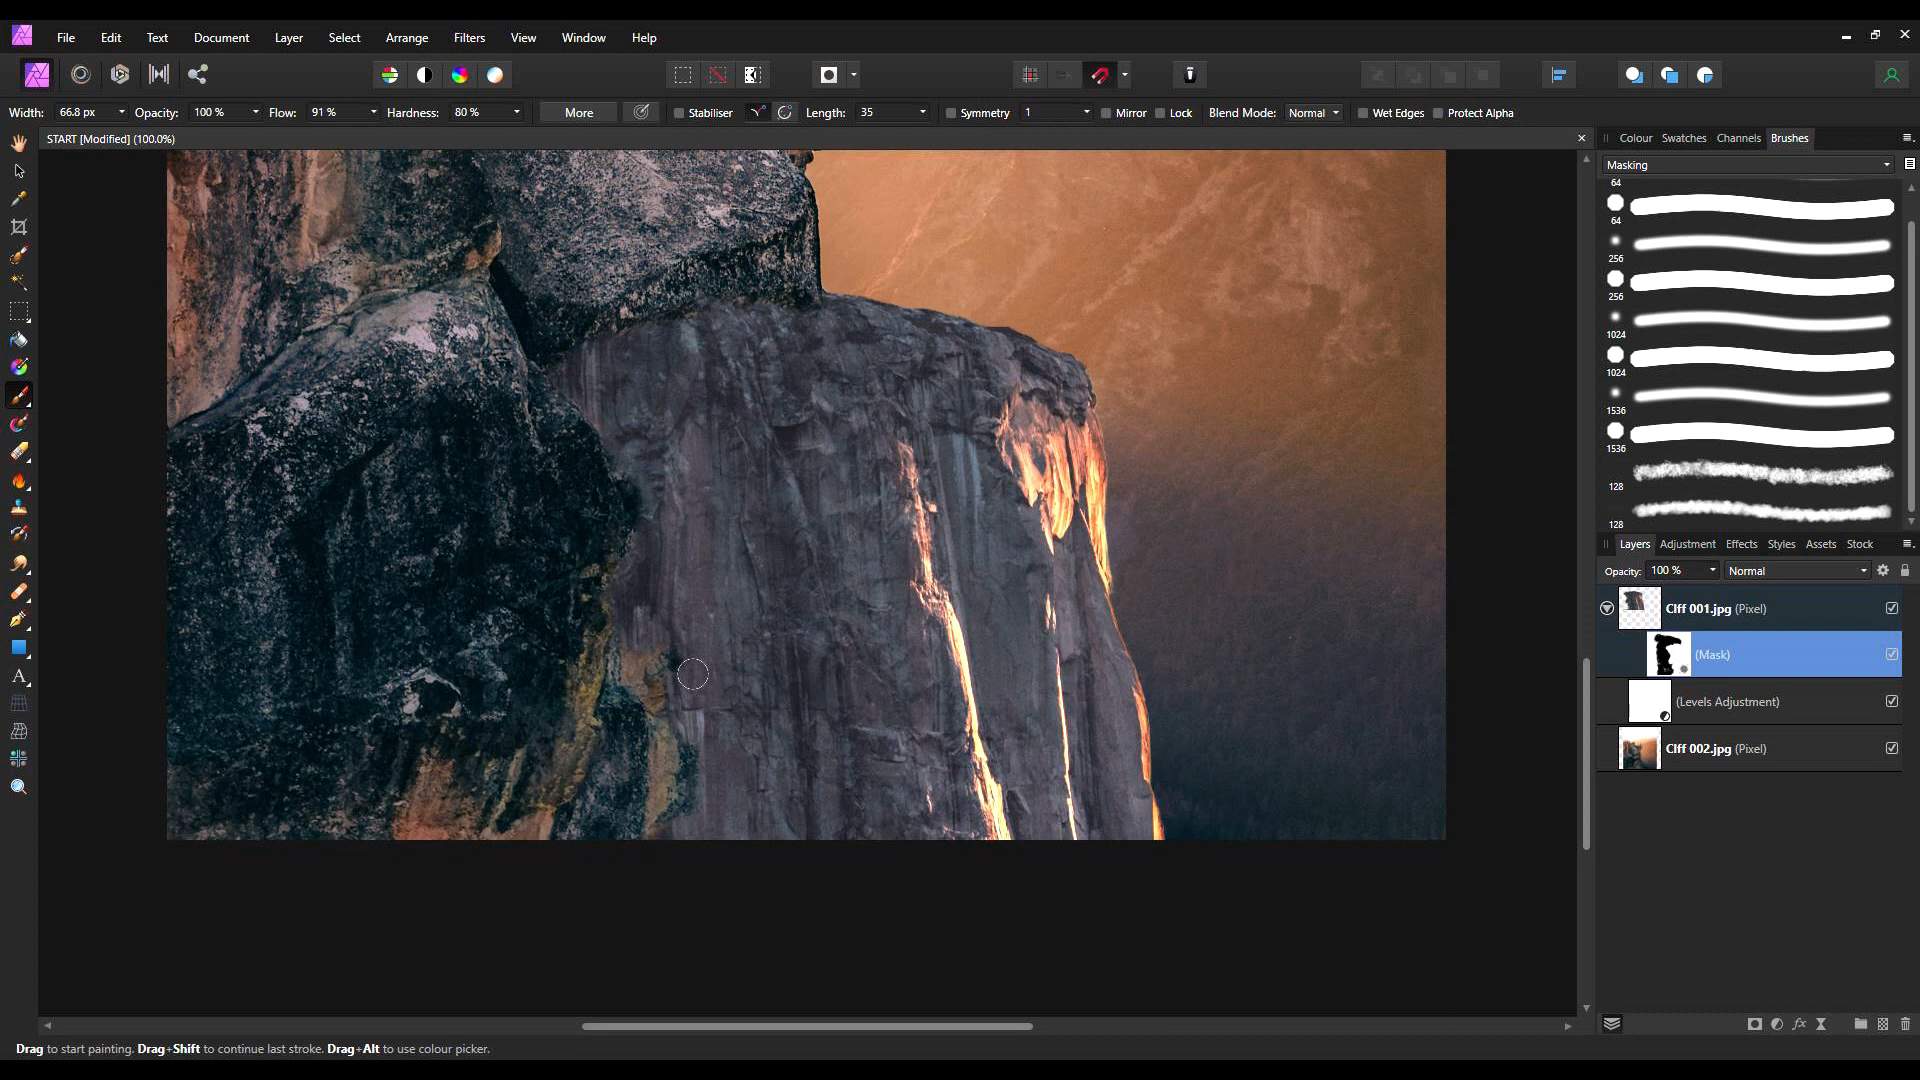 File Edit Text Document Layer Select Arrange Filters View Window Help
Width: 66.8 px Opacity: 100 % Flow: 91 % Hardness: 80 % More Stabiliser Length: 35 Symmetry 1 Mirror Lock Blend Mode: Normal Wet Edges Protect Alpha
START [Modified] (100.0%)
Colour Swatches Channels Brushes
Masking
64
64
256
256
1024
1024
1536
1536
128
128
Layers Adjustment Effects Styles Assets Stock
Opacity: 100 % Normal
Clff 001.jpg (Pixel)
(Mask)
(Levels Adjustment)
Clff 002.jpg (Pixel)
fx
Drag to start painting. Drag+Shift to continue last stroke. Drag+Alt to use colour picker.